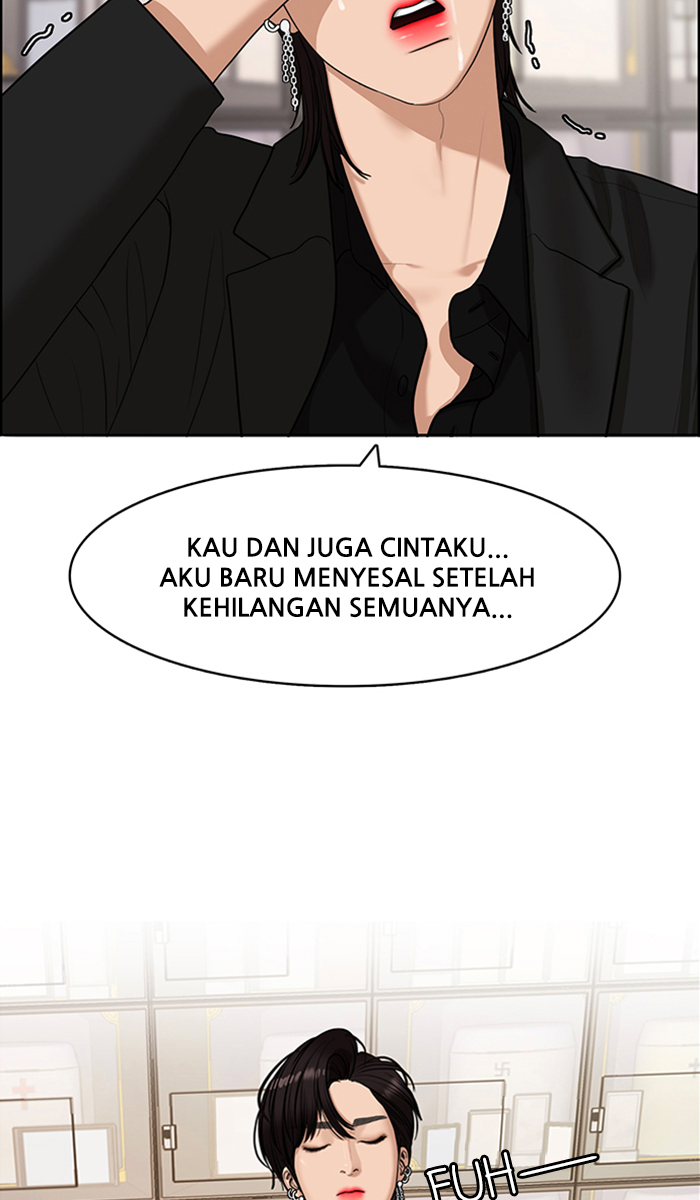 KAU DAN JUGA CINTAKU...
AKU BARU MENYESAL SETELAH
KEHILANGAN SEMUANYA...
FUH—